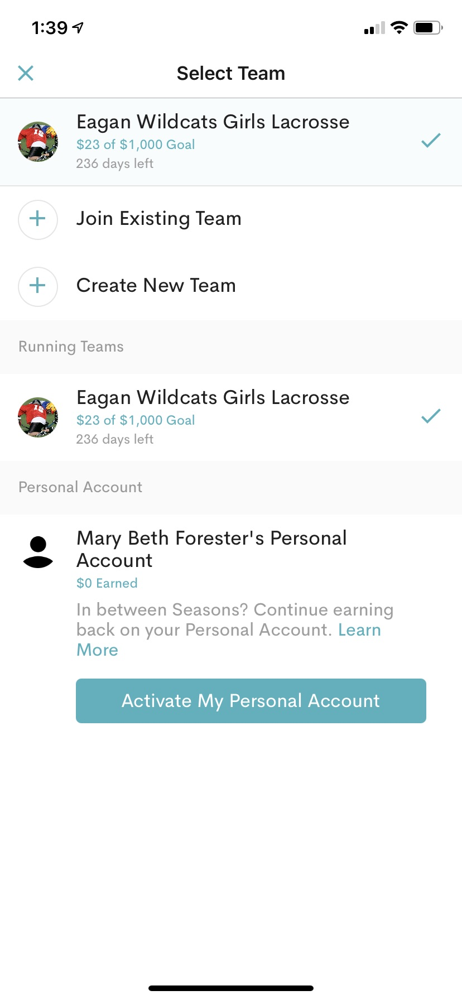 1:39
Select Team
Eagan Wildcats Girls Lacrosse
$23 of $1,000 Goal
236 days left
Join Existing Team
Create New Team
Running Teams
Eagan Wildcats Girls Lacrosse
$23 of $1,000 Goal
236 days left
Personal Account
Mary Beth Forester's Personal
Account
$0 Earned
In between Seasons? Continue earning
back on your Personal Account. Learn
More
Activate My Personal Account